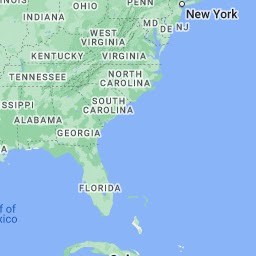 OHIO
PENN
New York
INDIANA
MD
DE
NJ
WEST
VIRGINIA
KENTUCKY
VIRGINIA
TENNESSEE
NORTH
CAROLINA
SSIPPI
SOUTH
CAROLINA
ALABAMA
GEORGIA
FLORIDA
f of
xico